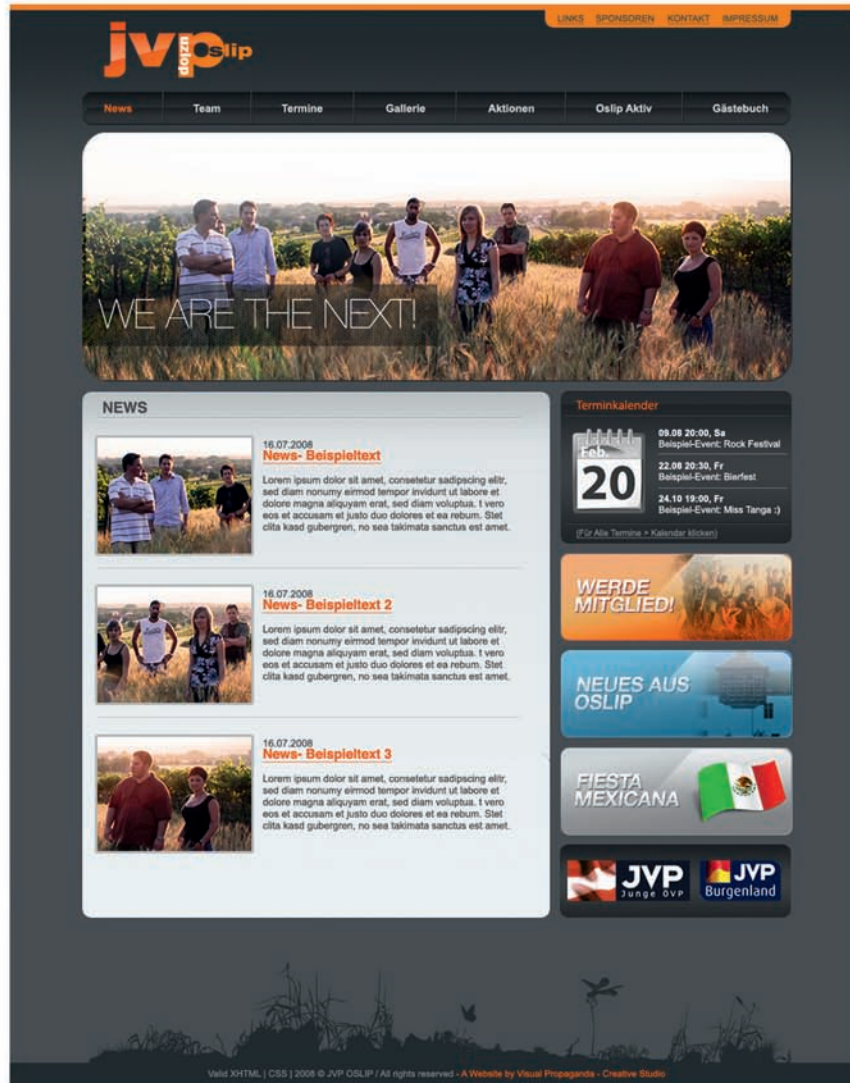 LINKS SPONSOREN KONTAKT IMPRESSUM
jvp uzlop Oslip
News Team Termine Gallerie Aktionen Oslip Aktiv Gästebuch
WE ARE THE NEXT!
NEWS
16.07.2008
News- Beispieltext
Lorem ipsum dolor sit amet, consetetur sadipscing elitr,
sed diam nonumy eirmod tempor invidunt ut labore et
dolore magna aliquyam erat, sed diam voluptua. t vero
eos et accusam et justo duo dolores et ea rebum. Stet
clita kasd gubergren, no sea takimata sanctus est amet.
16.07.2008
News- Beispieltext 2
Lorem ipsum dolor sit amet, consetetur sadipscing elitr,
sed diam nonumy eirmod tempor invidunt ut labore et
dolore magna aliquyam erat, sed diam voluptua. t vero
eos et accusam et justo duo dolores et ea rebum. Stet
clita kasd gubergren, no sea takimata sanctus est amet.
16.07.2008
News- Beispieltext 3
Lorem ipsum dolor sit amet, consetetur sadipscing elitr,
sed diam nonumy eirmod tempor invidunt ut labore et
dolore magna aliquyam erat, sed diam voluptua. t vero
eos et accusam et justo duo dolores et ea rebum. Stet
clita kasd gubergren, no sea takimata sanctus est amet.
Terminkalender
Feb.
20
09.08 20:00, Sa
Beispiel-Event: Rock Festival
22.08 20:30, Fr
Beispiel-Event: Bierfest
24.10 19:00, Fr
Beispiel-Event: Miss Tanga :)
(Für Alle Termine > Kalendar klicken)
WERDE
MITGLIED!
NEUES AUS
OSLIP
FIESTA
MEXICANA
JVP
Junge ÖVP
JVP
Burgenland
Valid XHTML | CSS | 2008 © JVP OSLIP / All rights reserved - A Website by Visual Propaganda - Creative Studio